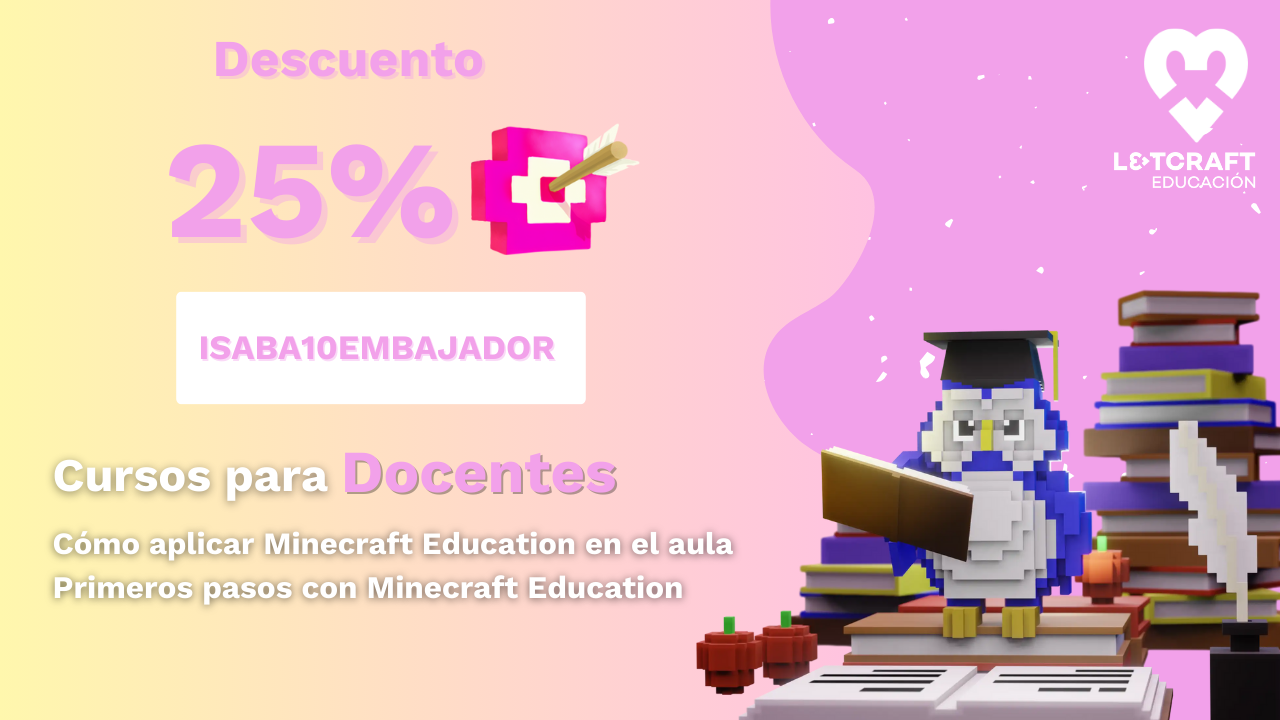 Descuento
25%
ISABA10EMBAJADOR
Cursos para Docentes
Cómo aplicar Minecraft Education en el aula
Primeros pasos con Minecraft Education
LETCRAFT
EDUCACIÓN